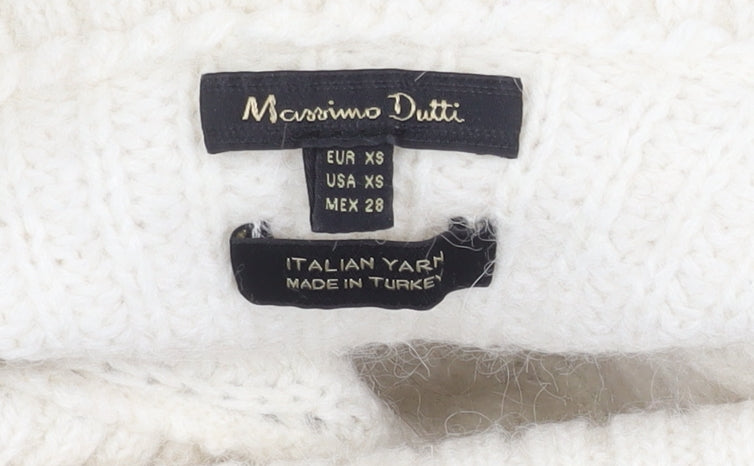 Massimo Dutti
EUR XS
USA XS
MEX 28
ITALIAN YARN
MADE IN TURKEY